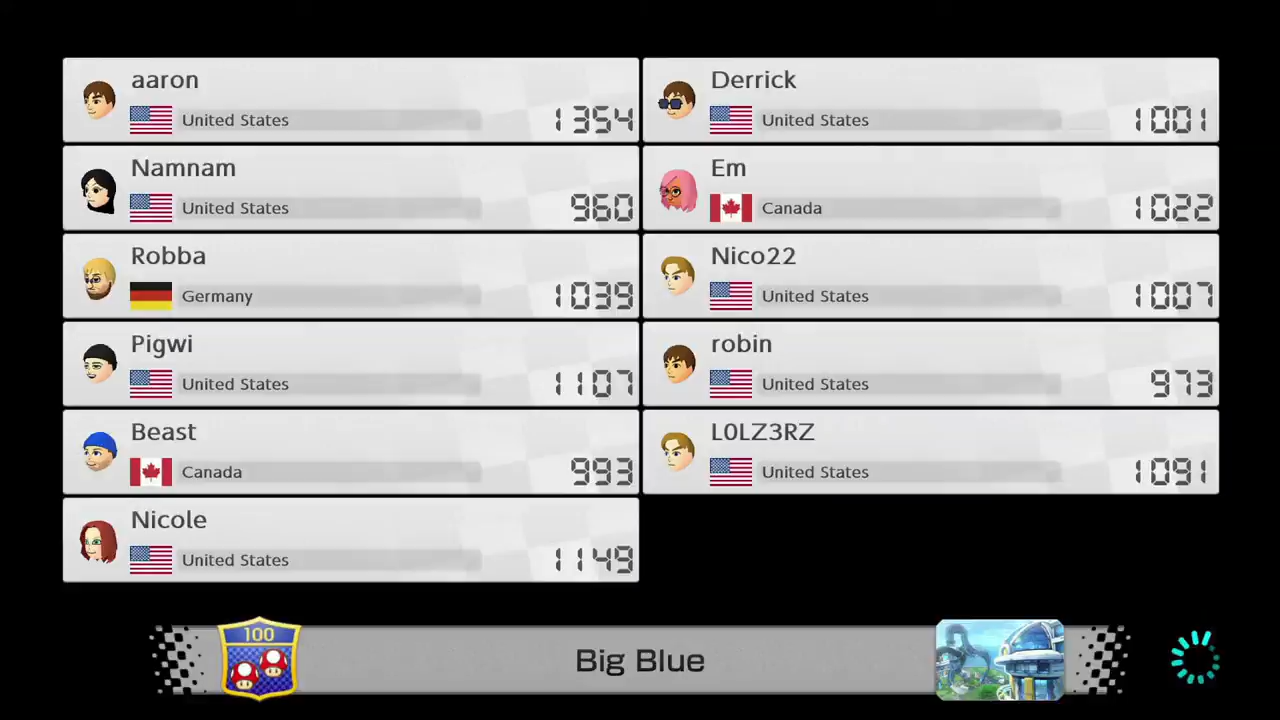 aaron
United States
1354
Derrick
United States
1001
Namnam
United States
960
Em
Canada
1022
Robba
Germany
1039
Nico22
United States
1007
Pigwi
United States
1107
robin
United States
973
Beast
Canada
993
L0LZ3RZ
United States
1091
Nicole
United States
1149
100
Big Blue